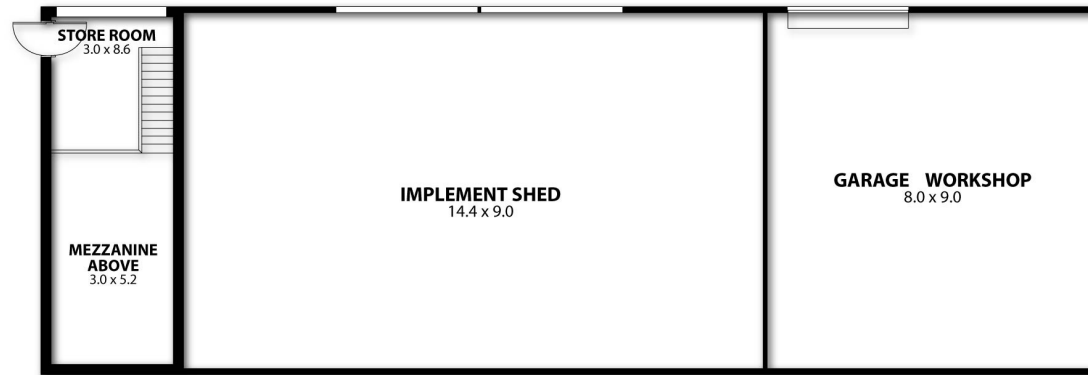 STORE ROOM
3.0 x 8.6
MEZZANINE
ABOVE
3.0 x 5.2
IMPLEMENT SHED
14.4 x 9.0
GARAGE WORKSHOP
8.0 x 9.0